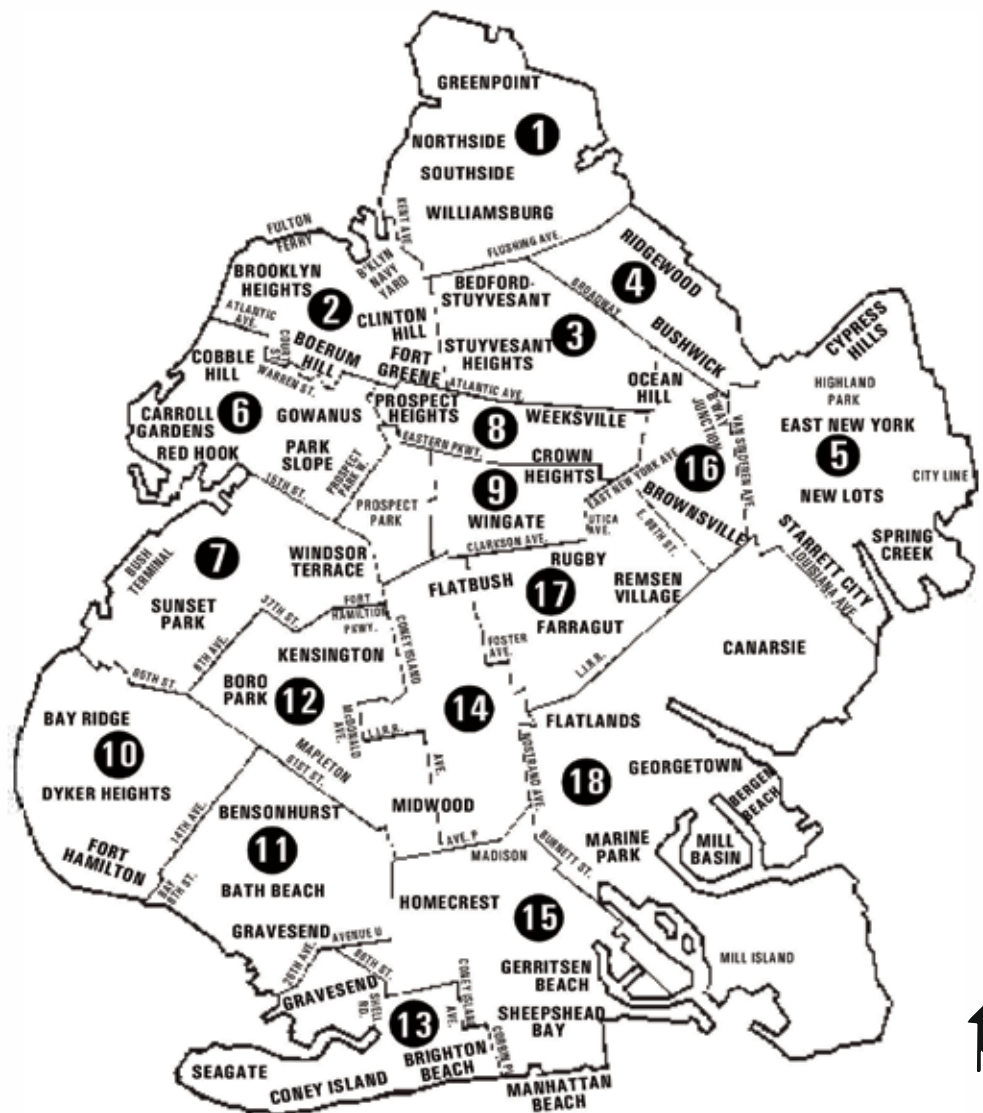 GREENPOINT
NORTHSIDE
1
SOUTHSIDE
WILLIAMSBURG
KENT AVE.
FULTON
FERRY
B'KLYN
NAVY
YARD
FLUSHING AVE.
RIDGEWOOD
BROOKLYN
HEIGHTS
2
CLINTON
HILL
BEDFORD-
STUYVESANT
BROADWAY
4
BUSHWICK
CYPRESS
HILLS
ATLANTIC
AVE.
COURT
ST.
BOERUM
HILL
FORT
GREENE
STUYVESANT
HEIGHTS
3
COBBLE
HILL
WARREN ST.
ATLANTIC AVE.
OCEAN
HILL
HIGHLAND
PARK
CARROLL
GARDENS
6
GOWANUS
PROSPECT
HEIGHTS
8
WEEKSVILLE
B'WAY
JUNCTION
VAN SINDEREN AVE.
EAST NEW YORK
5
RED HOOK
PARK
SLOPE
PROSPECT
PARK W.
EASTERN PKWY.
CROWN
HEIGHTS
16
NEW LOTS
CITY LINE
15TH ST.
PROSPECT
PARK
9
WINGATE
EAST NEW YORK AVE.
UTICA
AVE.
BROWNSVILLE
E. 98TH ST.
STARRETT CITY
LOUISIANA AVE.
SPRING
CREEK
BUSH
TERMINAL
7
WINDSOR
TERRACE
CLARKSON AVE.
FLATBUSH
RUGBY
17
REMSEN
VILLAGE
SUNSET
PARK
37TH ST.
8TH AVE.
FORT
HAMILTION
PKWY.
CONEY ISLAND
FARRAGUT
FOSTER
AVE.
L.I.R.R.
CANARSIE
KENSINGTON
BORO
PARK
12
McDONALD
AVE.
L.I.R.R.
AVE.
14
NOSTRAND AVE.
FLATLANDS
BAY RIDGE
10
DYKER HEIGHTS
MAPLETON
61ST ST.
MIDWOOD
18
GEORGETOWN
BERGEN
BEACH
14TH AVE.
BENSONHURST
11
BATH BEACH
AVE. P
MADISON
BURNETT ST.
MARINE
PARK
MILL
BASIN
FORT
HAMILTON
BAY
8TH ST.
HOMECREST
15
GRAVESEND
AVENUE U
26TH AVE.
86TH ST.
GERRITSEN
BEACH
MILL ISLAND
GRAVESEND
SHELL
RD.
13
CONEY ISLAND
AVE.
CORBIN PL.
SHEEPSHEAD
BAY
SEAGATE
CONEY ISLAND
BRIGHTON
BEACH
MANHATTAN
BEACH